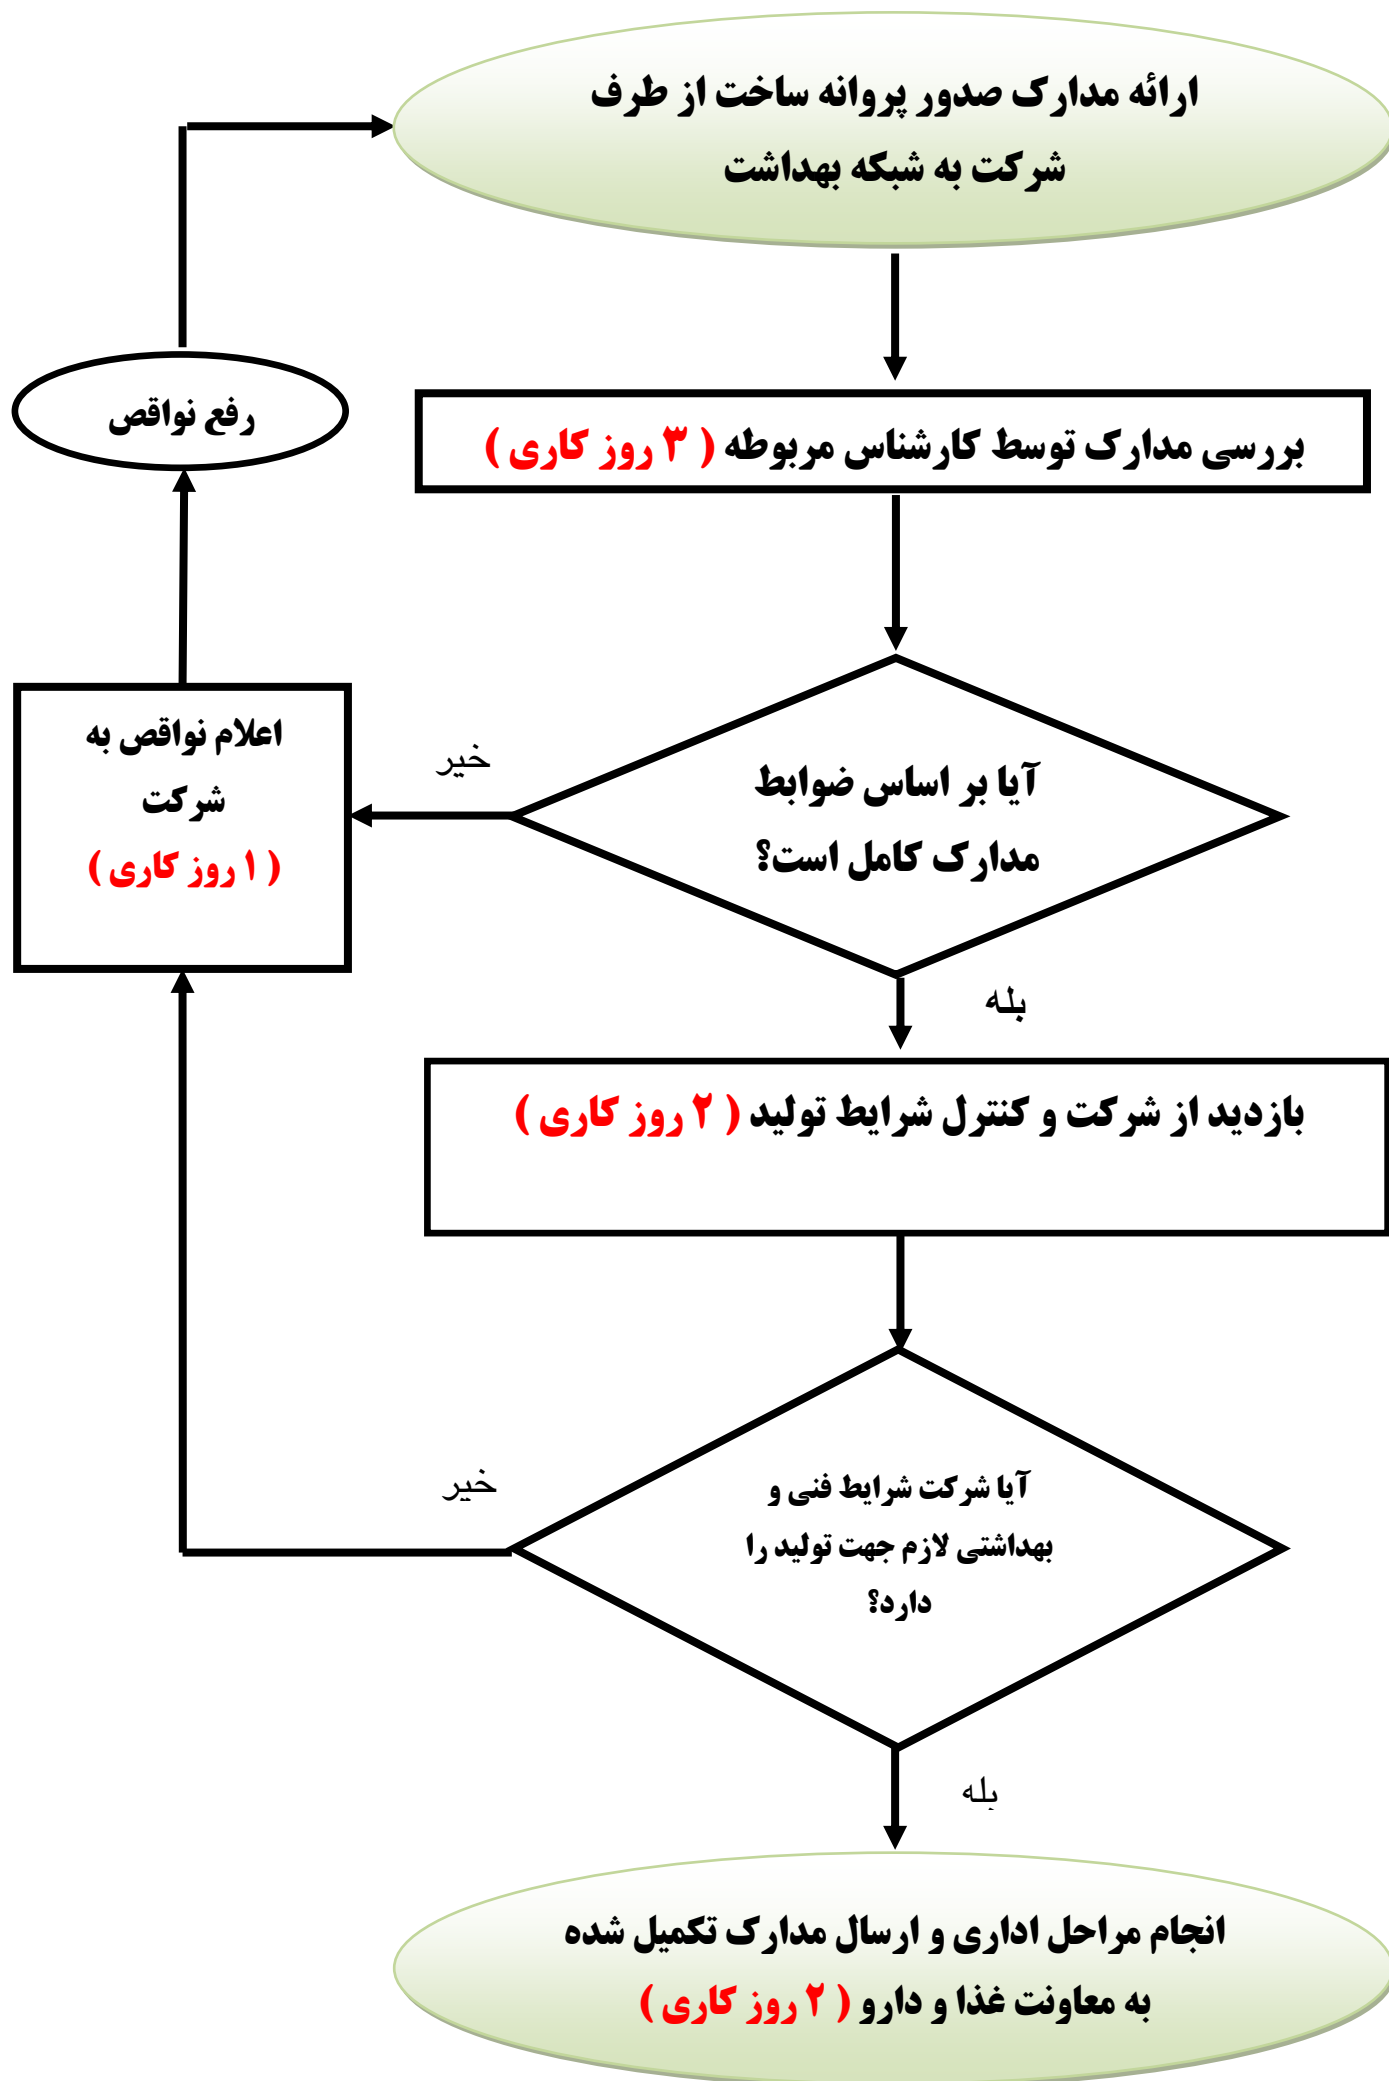 ارائه مدارک صدور پروانه ساخت از طرف
شرکت به شبکه بهداشت
رفع نواقص
بررسی مدارک توسط کارشناس مربوطه ( ۳ روز کاری )
اعلام نواقص به
شرکت
( ۱ روز کاری )
خیر
آیا بر اساس ضوابط
مدارک کامل است؟
بله
بازدید از شرکت و کنترل شرایط تولید ( ۲ روز کاری )
خیر
آیا شرکت شرایط فنی و
بهداشتی لازم جهت تولید را
دارد؟
بله
انجام مراحل اداری و ارسال مدارک تکمیل شده
به معاونت غذا و دارو ( ۲ روز کاری )